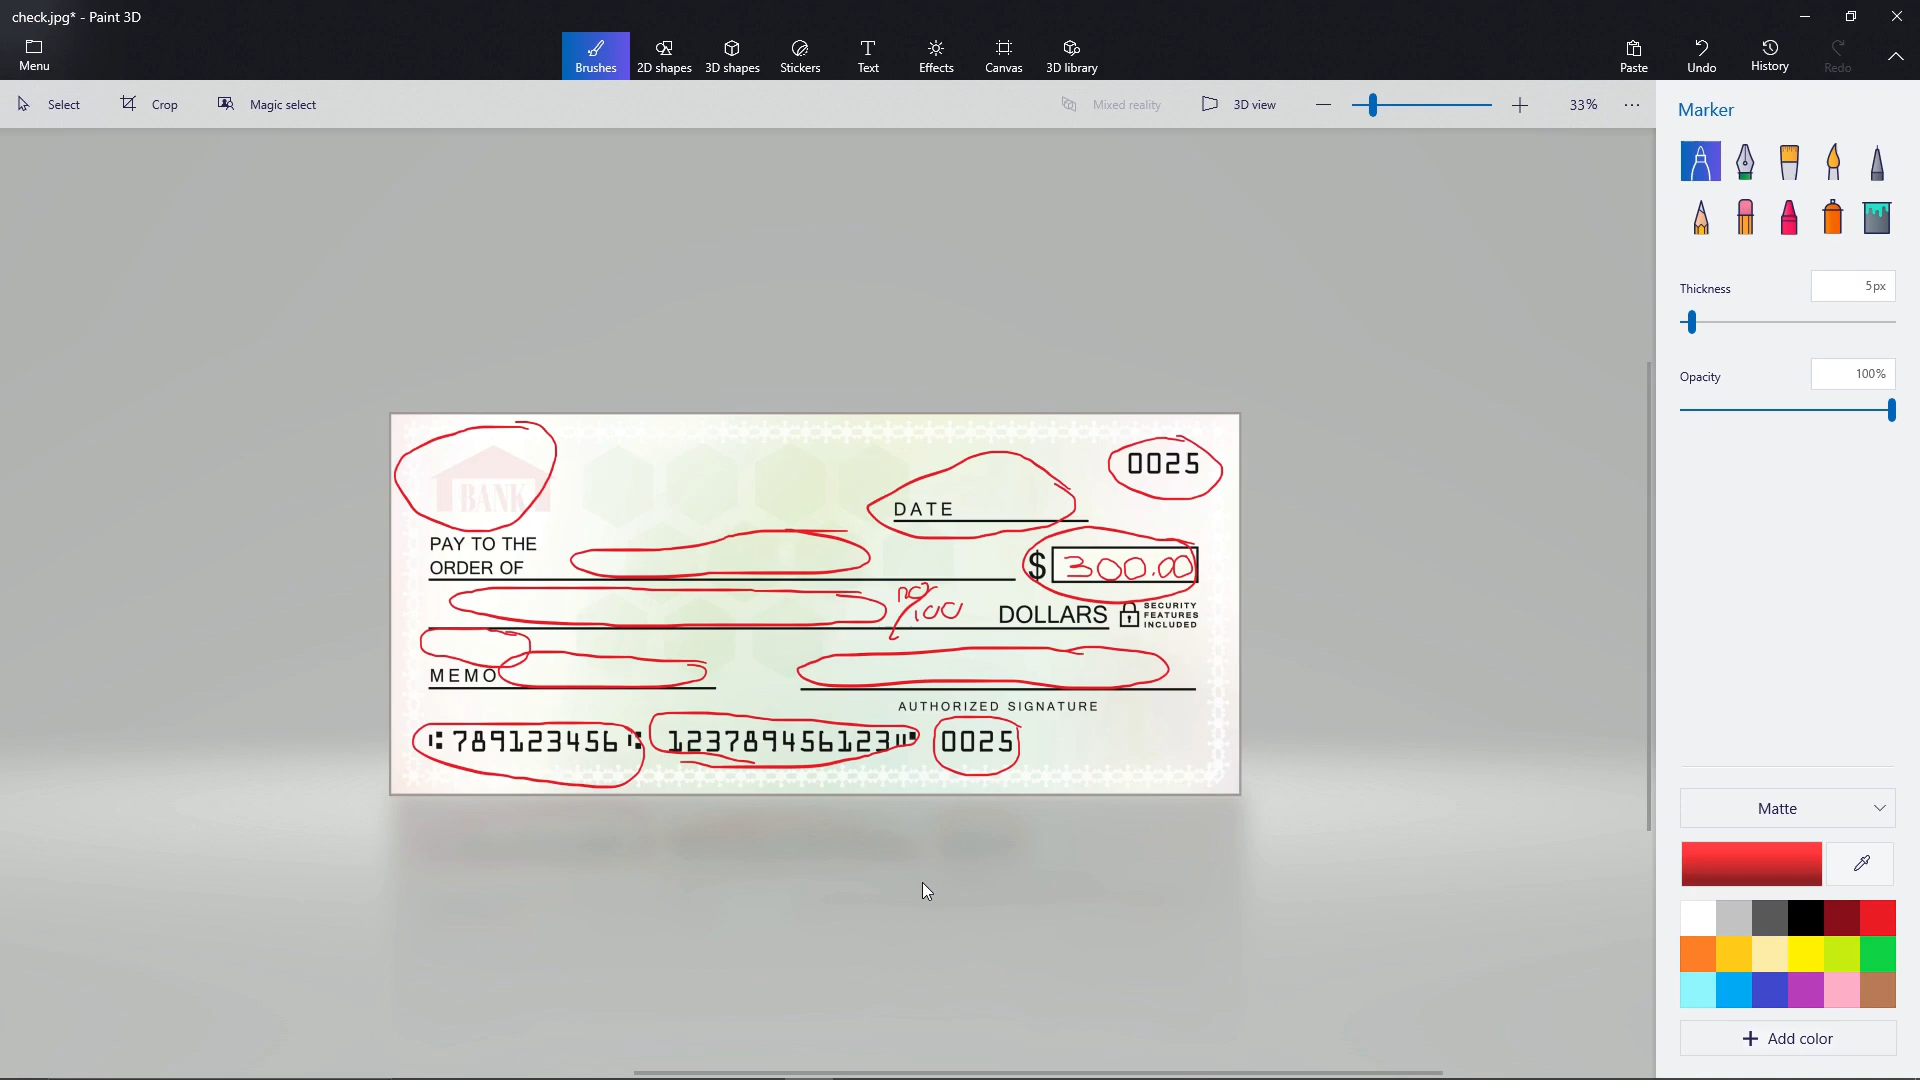 check.jpg* - Paint 3D
Menu
Brushes 2D shapes 3D shapes Stickers Text Effects Canvas 3D library
Paste Undo History Redo
Select Crop Magic select
Mixed reality 3D view 33%
Marker
Thickness 5px
Opacity 100%
Matte
Add color
0025
BANK
DATE
PAY TO THE
ORDER OF
$ 300.00
/100 DOLLARS
SECURITY
FEATURES
INCLUDED
MEMO
AUTHORIZED SIGNATURE
⑆789123456⑆ 123789456123⑈ 0025